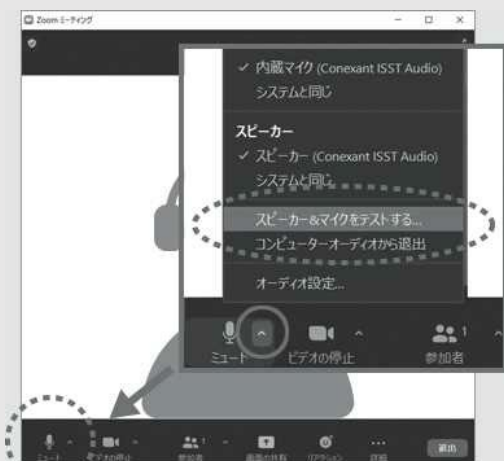 Zoom ミーティング
内蔵マイク (Conexant ISST Audio)
システムと同じ
スピーカー
スピーカー (Conexant ISST Audio)
システムと同じ
スピーカー&マイクをテストする...
コンピューターオーディオから退出
オーディオ設定...
ミュート ビデオの停止 1 参加者
ミュート ビデオの停止 1 参加者 画面の共有 リアクション 詳細 退出